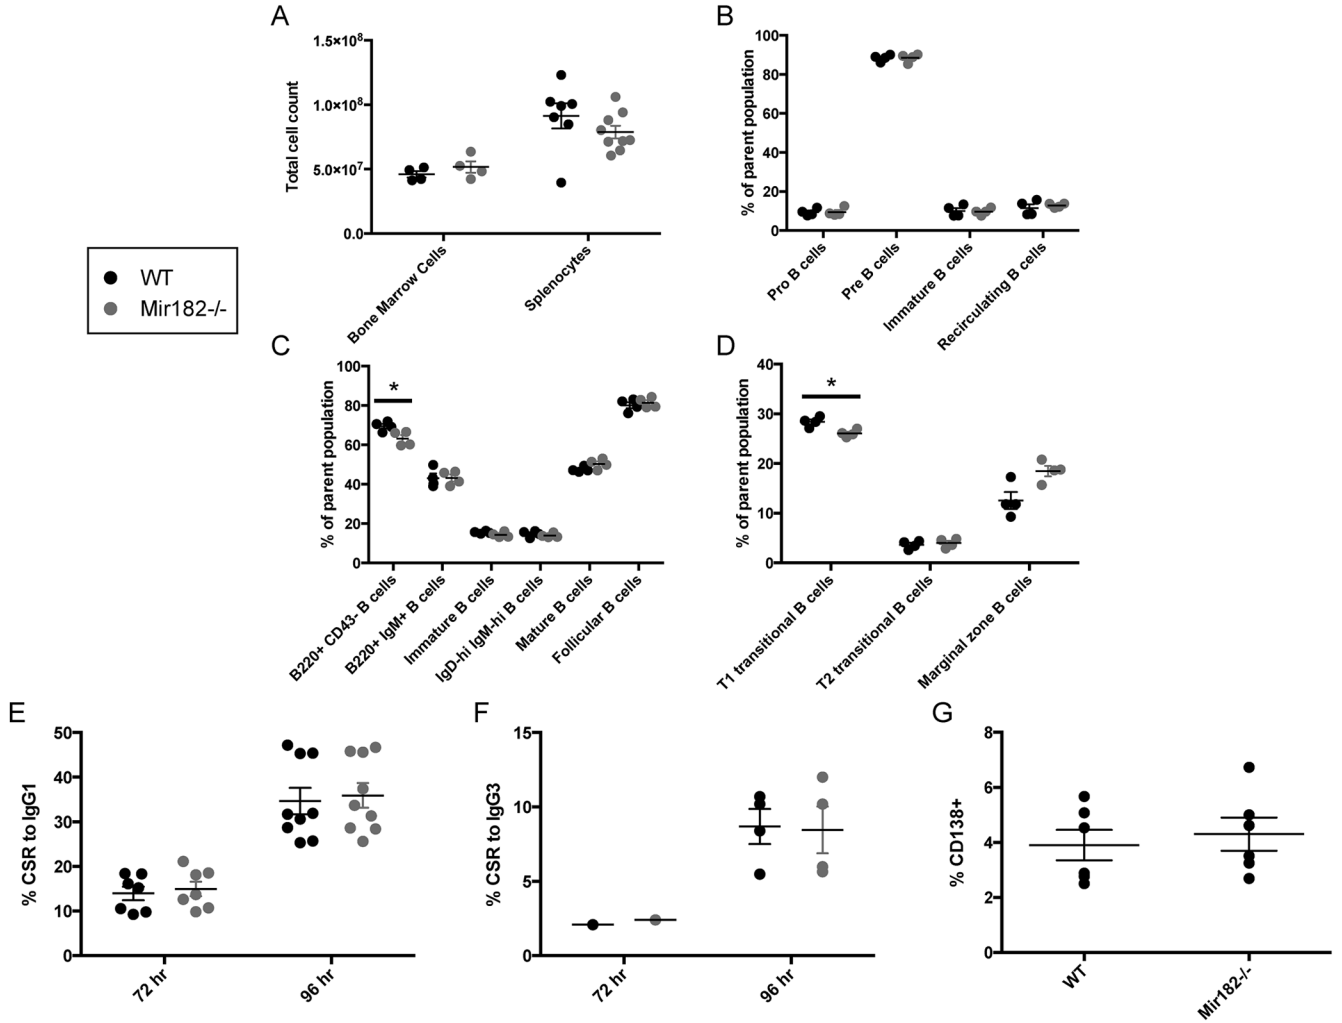 A
Total cell count
1.5×10⁸
1.0×10⁸
5.0×10⁷
0.0
Bone Marrow Cells
Splenocytes
B
% of parent population
100
80
60
40
20
0
Pro B cells
Pre B cells
Immature B cells
Recirculating B cells
WT
Mir182-/-
C
% of parent population
100
80
60
40
20
0
*
B220+ CD43- B cells
B220+ IgM+ B cells
Immature B cells
IgD-hi IgM-hi B cells
Mature B cells
Follicular B cells
D
% of parent population
40
30
20
10
0
*
T1 transitional B cells
T2 transitional B cells
Marginal zone B cells
E
% CSR to IgG1
50
40
30
20
10
0
72 hr
96 hr
F
% CSR to IgG3
15
10
5
0
72 hr
96 hr
G
% CD138+
8
6
4
2
0
WT
Mir182-/-